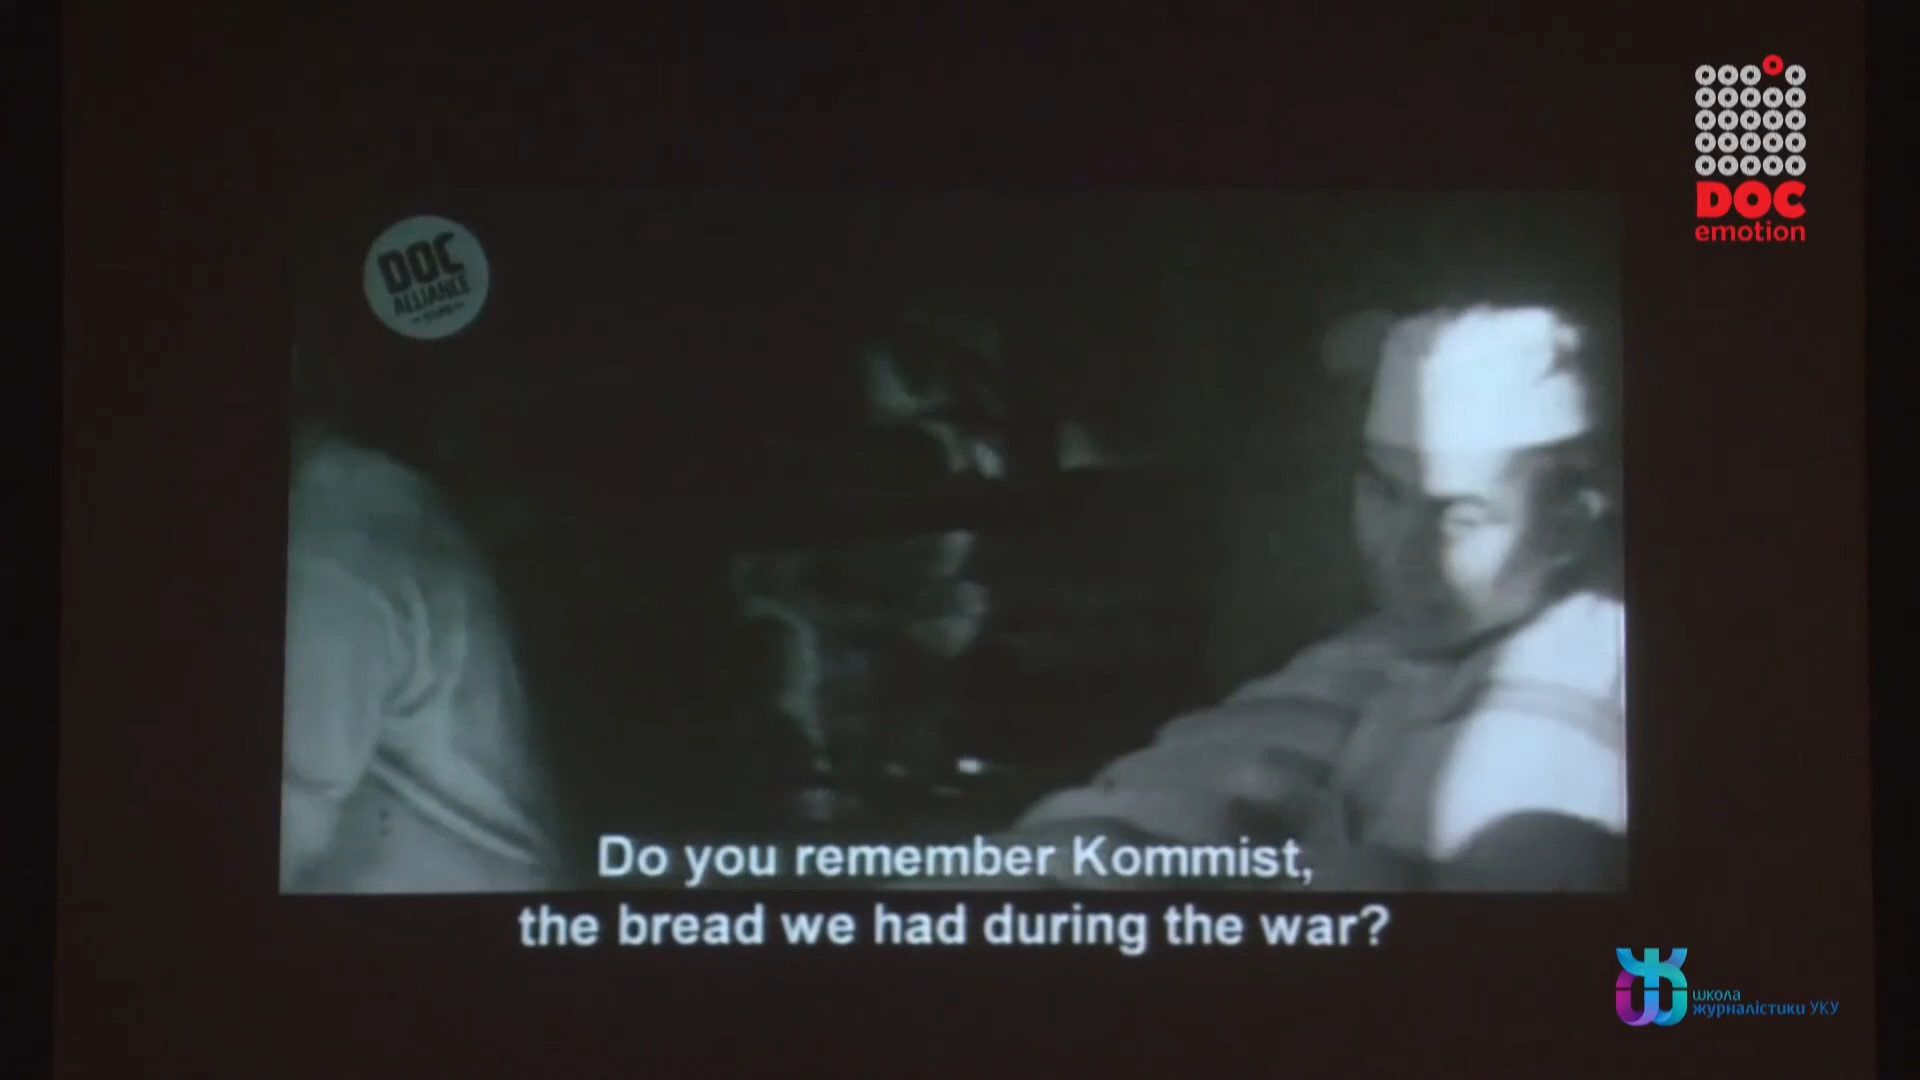 DOC
emotion
DOC
ALLIANCE
Do you remember Kommist,
the bread we had during the war?
школа
журналістики УКУ